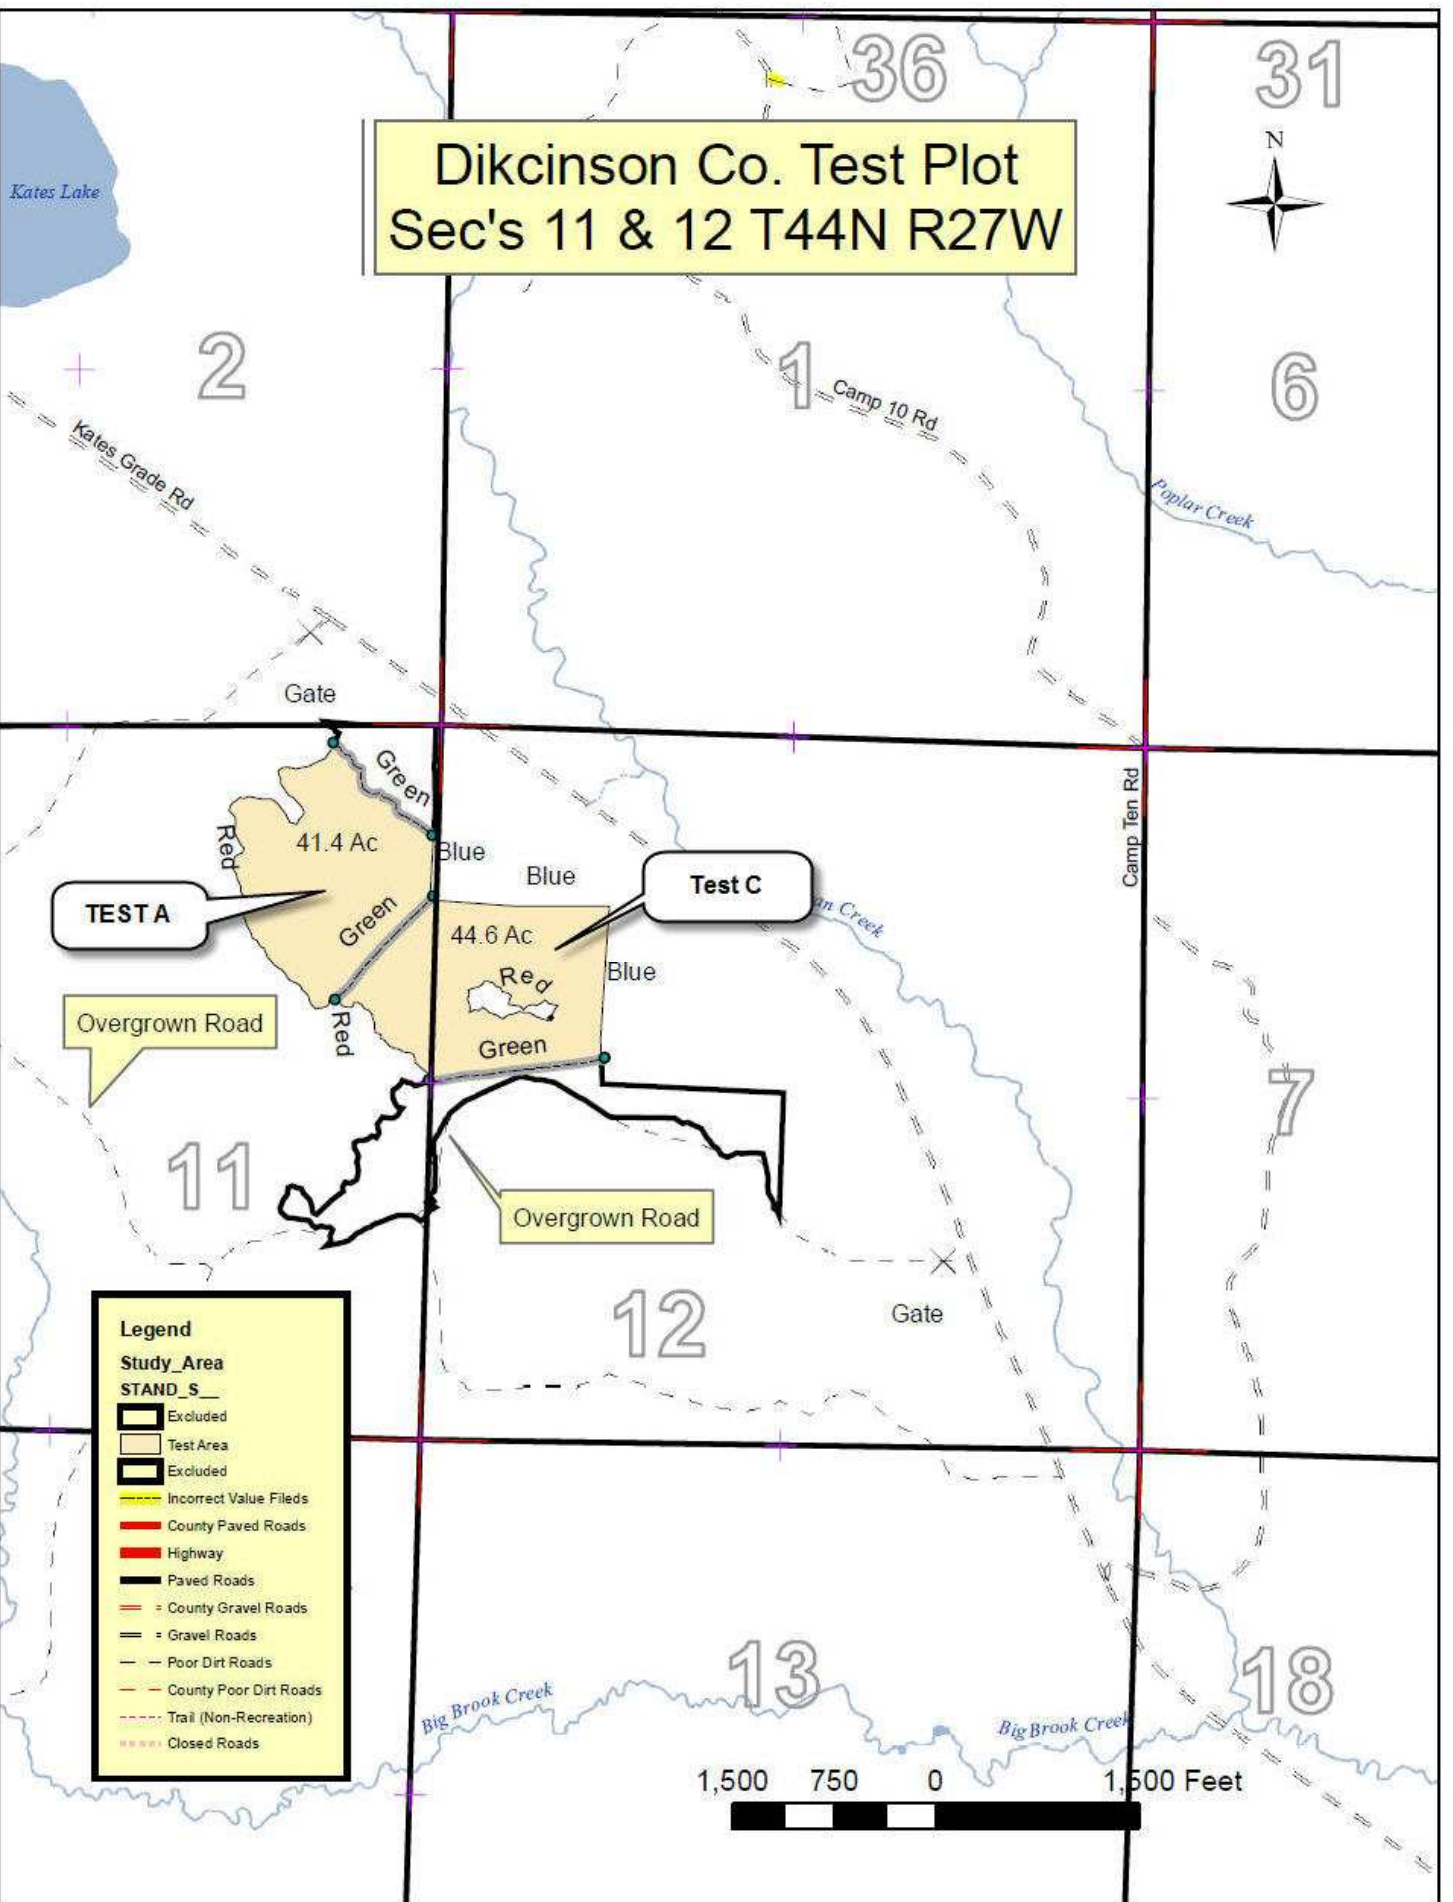 36
31
N
Dikcinson Co. Test Plot
Sec's 11 & 12 T44N R27W
Kates Lake
2
1
6
Camp 10 Rd
Kates Grade Rd
Poplar Creek
Gate
Green
Camp Ten Rd
Red
41.4 Ac
Blue
Blue
Test C
TEST A
Green
an Creek
44.6 Ac
Red
Blue
Overgrown Road
Red
Green
7
11
Overgrown Road
12
Gate
Legend
Study_Area
STAND_S__
Excluded
Test Area
Excluded
Incorrect Value Fileds
County Paved Roads
Highway
Paved Roads
County Gravel Roads
Gravel Roads
Poor Dirt Roads
County Poor Dirt Roads
Trail (Non-Recreation)
Closed Roads
13
18
Big Brook Creek
Big Brook Creek
1,500 750 0 1,500 Feet